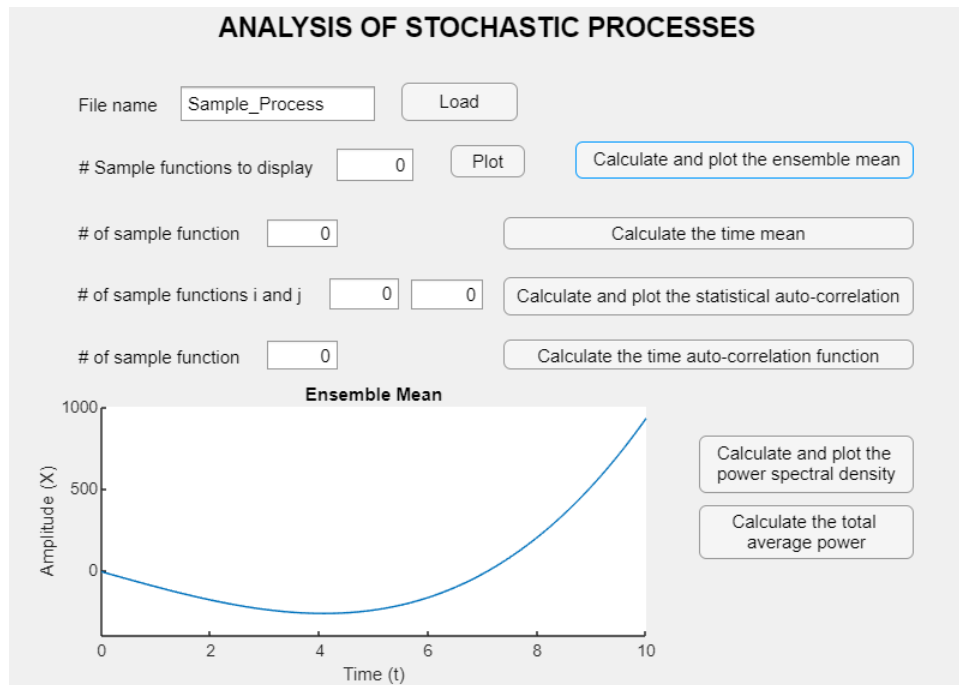 ANALYSIS OF STOCHASTIC PROCESSES
File name Sample_Process Load
# Sample functions to display 0 Plot Calculate and plot the ensemble mean
# of sample function 0 Calculate the time mean
# of sample functions i and j 0 0 Calculate and plot the statistical auto-correlation
# of sample function 0 Calculate the time auto-correlation function
Ensemble Mean
1000
500
0
Amplitude (X)
0 2 4 6 8 10
Time (t)
Calculate and plot the
power spectral density
Calculate the total
average power